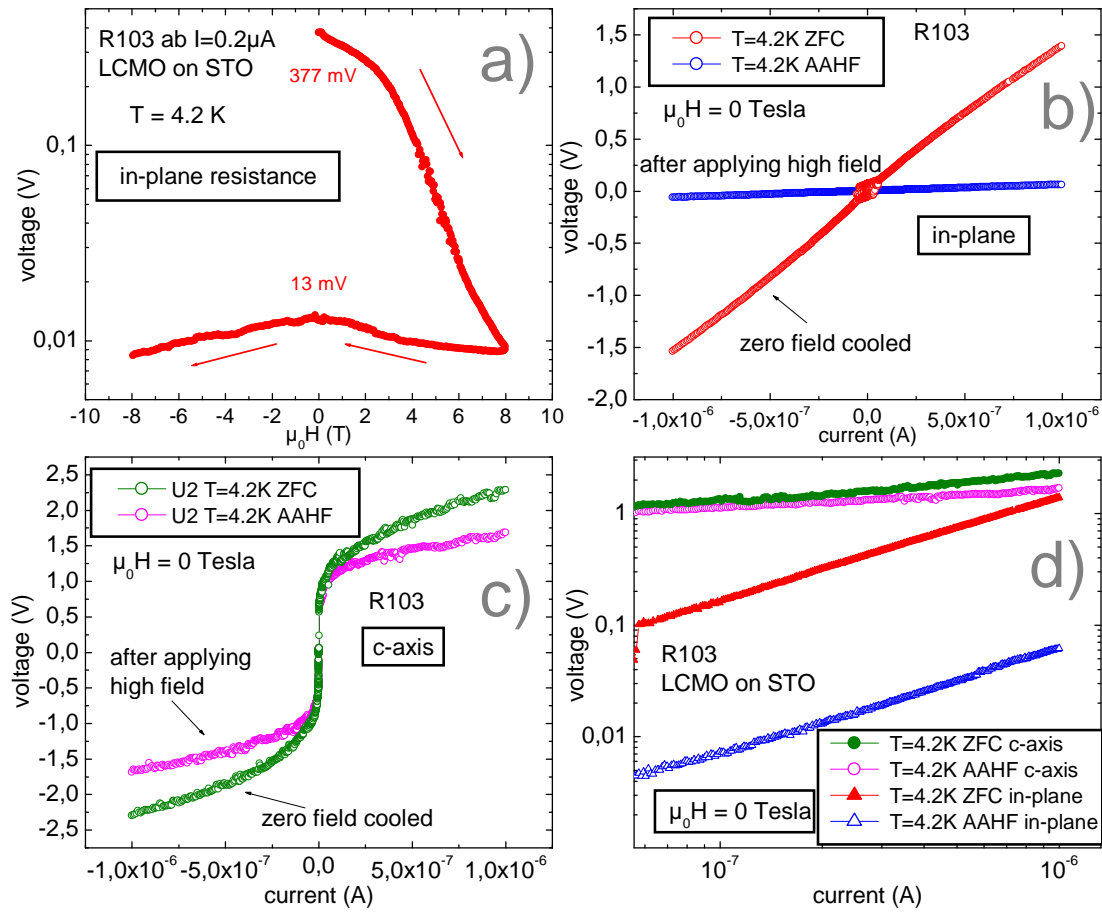 R103 ab I=0.2µA
LCMO on STO
a)
377 mV
T = 4.2 K
in-plane resistance
13 mV
0,1
0,01
voltage (V)
-10 -8 -6 -4 -2 0 2 4 6 8 10
µ0H (T)
T=4.2K ZFC
T=4.2K AAHF
R103
b)
µ0H = 0 Tesla
after applying high field
in-plane
zero field cooled
1,5
1,0
0,5
0,0
-0,5
-1,0
-1,5
-2,0
voltage (V)
-1,0x10-6 -5,0x10-7 0,0 5,0x10-7 1,0x10-6
current (A)
U2 T=4.2K ZFC
U2 T=4.2K AAHF
µ0H = 0 Tesla
c)
R103
c-axis
after applying
high field
zero field cooled
2,5
2,0
1,5
1,0
0,5
0,0
-0,5
-1,0
-1,5
-2,0
-2,5
voltage (V)
-1,0x10-6 -5,0x10-7 0,0 5,0x10-7 1,0x10-6
current (A)
d)
R103
LCMO on STO
µ0H = 0 Tesla
T=4.2K ZFC c-axis
T=4.2K AAHF c-axis
T=4.2K ZFC in-plane
T=4.2K AAHF in-plane
1
0,1
0,01
voltage (V)
10-7 10-6
current (A)